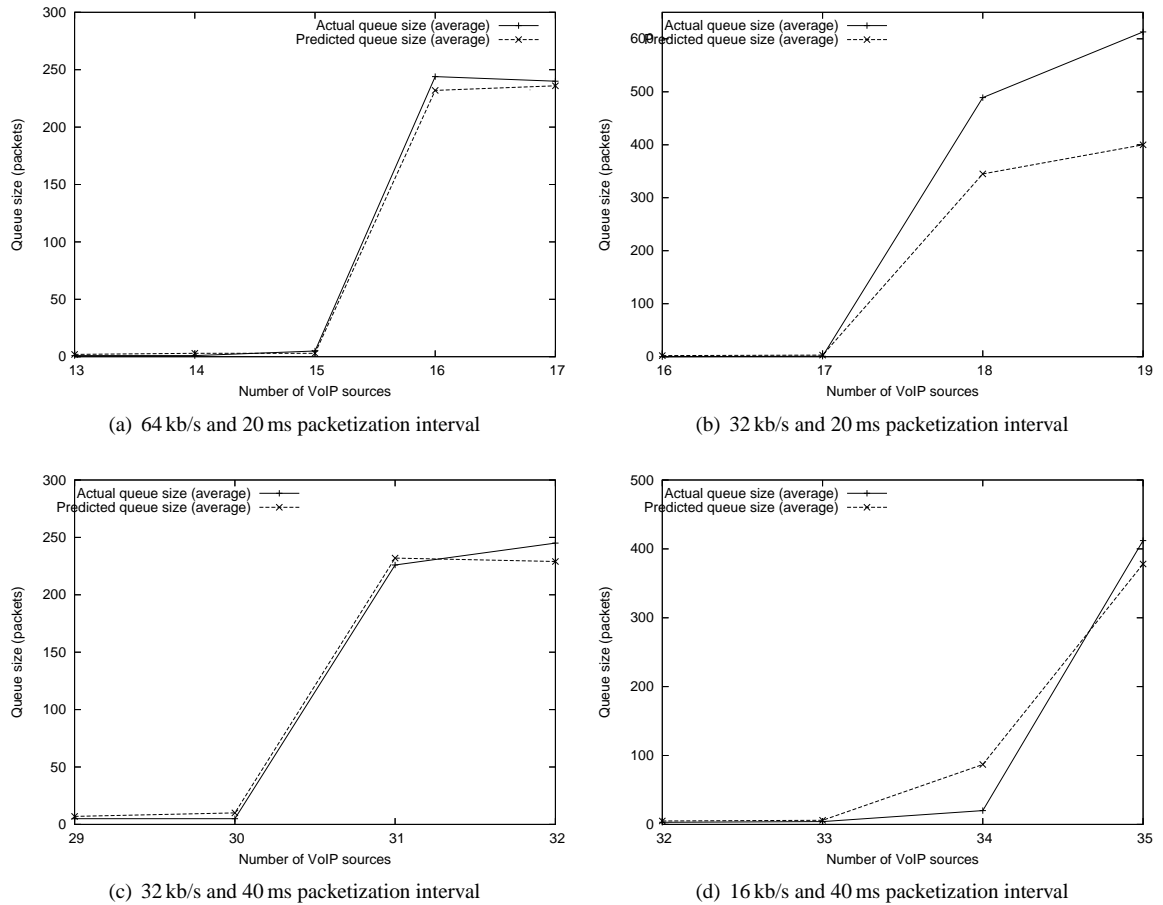 300
250
200
150
100
50
0
13 14 15 16 17
Queue size (packets)
Number of VoIP sources
Actual queue size (average)
Predicted queue size (average)
(a) 64 kb/s and 20 ms packetization interval
600
500
400
300
200
100
0
16 17 18 19
Queue size (packets)
Number of VoIP sources
Actual queue size (average)
Predicted queue size (average)
(b) 32 kb/s and 20 ms packetization interval
300
250
200
150
100
50
0
29 30 31 32
Queue size (packets)
Number of VoIP sources
Actual queue size (average)
Predicted queue size (average)
(c) 32 kb/s and 40 ms packetization interval
500
400
300
200
100
0
32 33 34 35
Queue size (packets)
Number of VoIP sources
Actual queue size (average)
Predicted queue size (average)
(d) 16 kb/s and 40 ms packetization interval